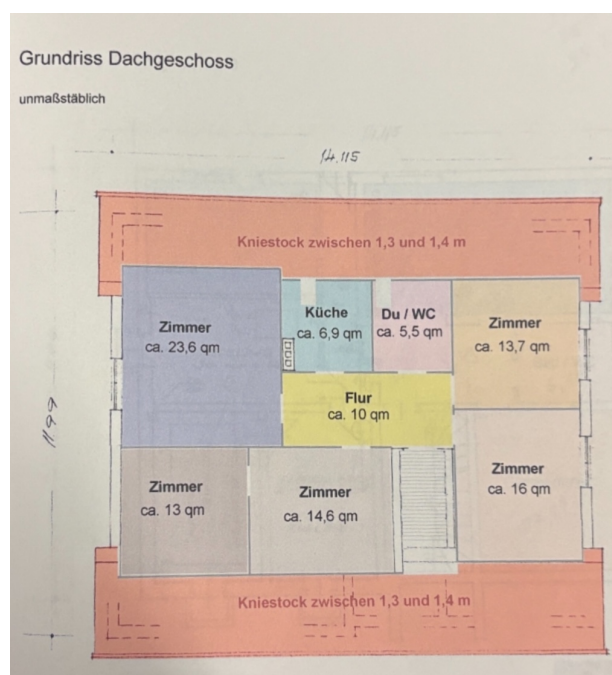 Grundriss Dachgeschoss
unmaßstäblich
14.115
Kniestock zwischen 1,3 und 1,4 m
Zimmer
ca. 23,6 qm
Küche
ca. 6,9 qm
Du / WC
ca. 5,5 qm
Zimmer
ca. 13,7 qm
Flur
ca. 10 qm
11.99
Zimmer
ca. 13 qm
Zimmer
ca. 14,6 qm
Zimmer
ca. 16 qm
Kniestock zwischen 1,3 und 1,4 m